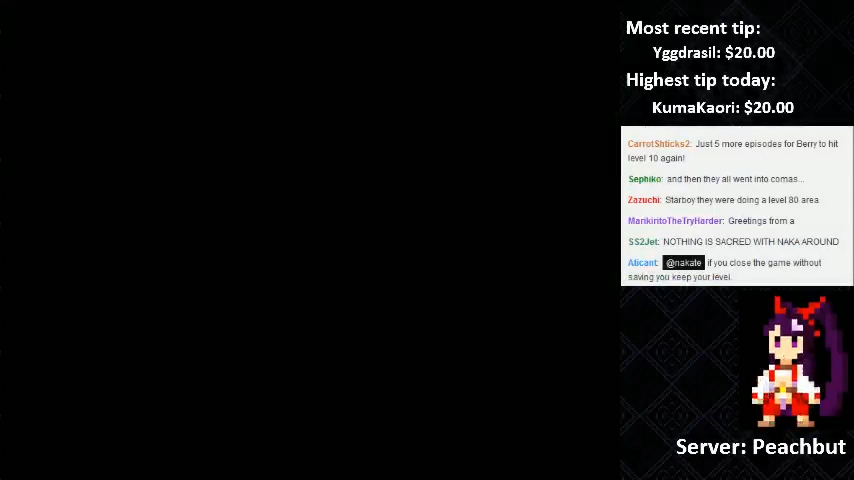 Most recent tip:
Yggdrasil: $20.00
Highest tip today:
KumaKaori: $20.00
CarrotShticks2: Just 5 more episodes for Berry to hit
level 10 again!
Sephiko: and then they all went into comas...
Zazuchi: Starboy they were doing a level 80 area
MarikiritoTheTryHarder: Greetings from a
SS2Jet: NOTHING IS SACRED WITH NAKA AROUND
Aticant: @nakate if you close the game without
saving you keep your level.
Server: Peachbut